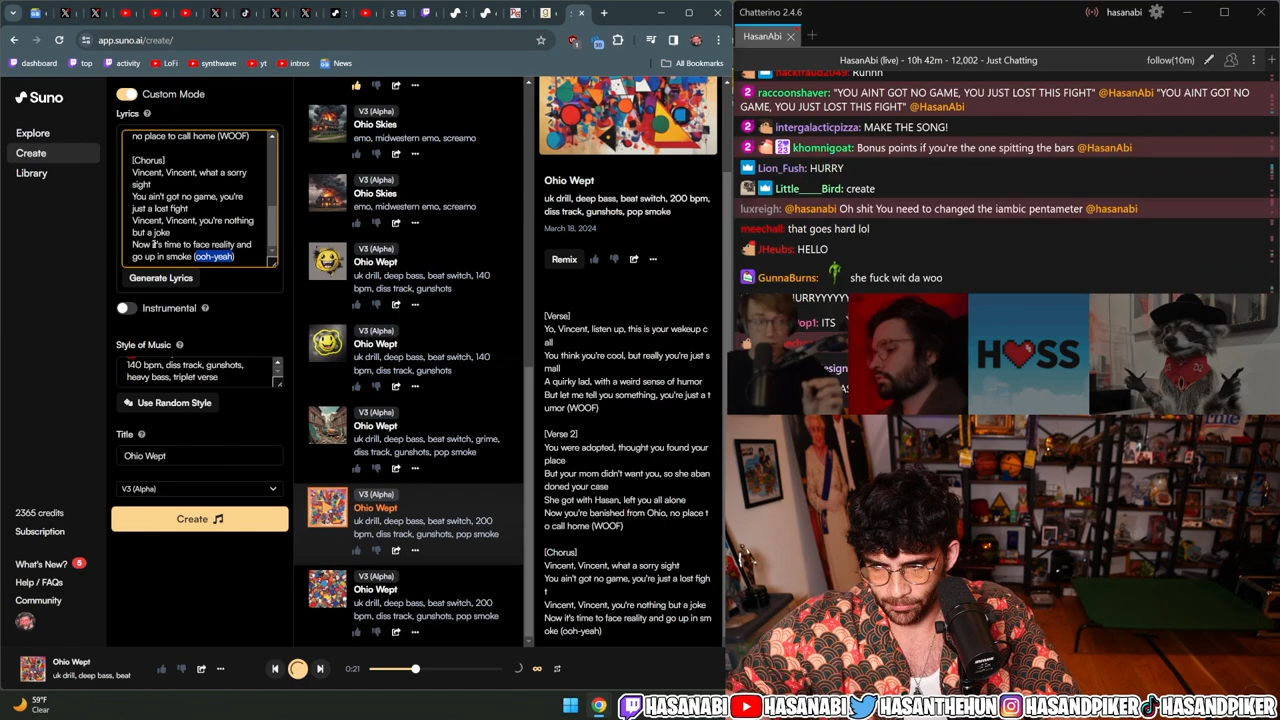 app.suno.ai/create/
dashboard
top
activity
LoFi
synthwave
yt
intros
News
All Bookmarks
Suno
Explore
Create
Library
2365 credits
Subscription
What's New? 5
Help / FAQs
Community
Custom Mode
Lyrics
no place to call home (WOOF)
[Chorus]
Vincent, Vincent, what a sorry
sight
You ain't got no game, you're
just a lost fight
Vincent, Vincent, you're nothing
but a joke
Now it's time to face reality and
go up in smoke (ooh-yeah)
Generate Lyrics
Instrumental
Style of Music
140 bpm, diss track, gunshots,
heavy bass, triplet verse
Use Random Style
Title
Ohio Wept
V3 (Alpha)
Create
V3 (Alpha)
Ohio Skies
emo, midwestern emo, screamo
V3 (Alpha)
Ohio Skies
emo, midwestern emo, screamo
V3 (Alpha)
Ohio Wept
uk drill, deep bass, beat switch, 140
bpm, diss track, gunshots
V3 (Alpha)
Ohio Wept
uk drill, deep bass, beat switch, 140
bpm, diss track, gunshots
V3 (Alpha)
Ohio Wept
uk drill, deep bass, beat switch, grime,
diss track, gunshots, pop smoke
V3 (Alpha)
Ohio Wept
uk drill, deep bass, beat switch, 200
bpm, diss track, gunshots, pop smoke
V3 (Alpha)
Ohio Wept
uk drill, deep bass, beat switch, 200
bpm, diss track, gunshots, pop smoke
Ohio Wept
uk drill, deep bass, beat switch, 200 bpm,
diss track, gunshots, pop smoke
March 18, 2024
Remix
[Verse]
Yo, Vincent, listen up, this is your wakeup c
all
You think you're cool, but really you're just s
mall
A quirky lad, with a weird sense of humor
But let me tell you something, you're just a t
umor (WOOF)
[Verse 2]
You were adopted, thought you found your
place
But your mom didn't want you, so she aban
doned your case
She got with Hasan, left you all alone
Now you're banished from Ohio, no place t
o call home (WOOF)
[Chorus]
Vincent, Vincent, what a sorry sight
You ain't got no game, you're just a lost figh
t
Vincent, Vincent, you're nothing but a joke
Now it's time to face reality and go up in sm
oke (ooh-yeah)
Ohio Wept
uk drill, deep bass, beat
0:21
59°F
Clear
Chatterino 2.4.6
hasanabi
HasanAbi
HasanAbi (live) - 10h 42m - 12,002 - Just Chatting
follow(10m)
raccoonshaver: "YOU AINT GOT NO GAME, YOU JUST LOST THIS FIGHT" @HasanAbi "YOU AINT GOT NO
GAME, YOU JUST LOST THIS FIGHT" @HasanAbi
intergalacticpizza: MAKE THE SONG!
khomnigoat: Bonus points if you're the one spitting the bars @HasanAbi
Lion_Fush: HURRY
Little____Bird: create
luxreigh: @hasanabi Oh shit You need to changed the iambic pentameter @hasanabi
meechall: that goes hard lol
JHeubs: HELLO
GunnaBurns: she fuck wit da woo
H SS
HASANABI
HASANABI
HASANTHEHUN
HASANDPIKER
HASANDPIKER